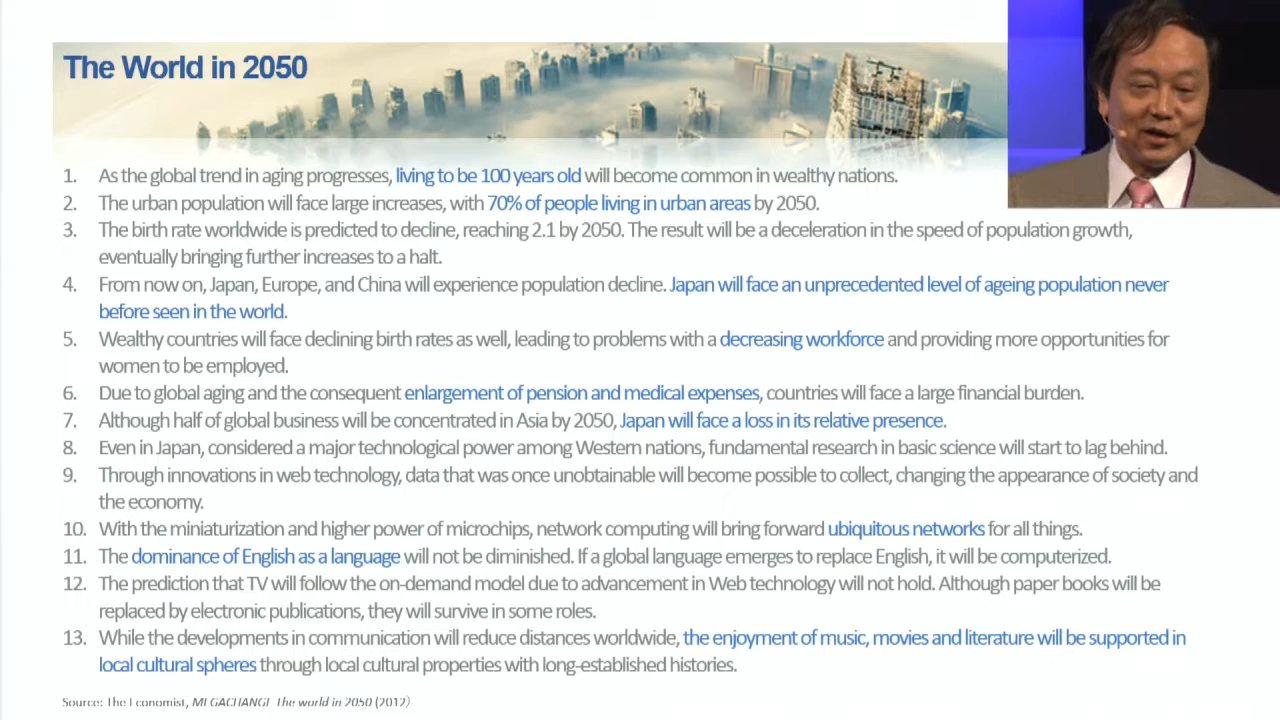 The World in 2050
1. As the global trend in aging progresses, living to be 100 years old will become common in wealthy nations.
2. The urban population will face large increases, with 70% of people living in urban areas by 2050.
3. The birth rate worldwide is predicted to decline, reaching 2.1 by 2050. The result will be a deceleration in the speed of population growth,
eventually bringing further increases to a halt.
4. From now on, Japan, Europe, and China will experience population decline. Japan will face an unprecedented level of ageing population never
before seen in the world.
5. Wealthy countries will face declining birth rates as well, leading to problems with a decreasing workforce and providing more opportunities for
women to be employed.
6. Due to global aging and the consequent enlargement of pension and medical expenses, countries will face a large financial burden.
7. Although half of global business will be concentrated in Asia by 2050, Japan will face a loss in its relative presence.
8. Even in Japan, considered a major technological power among Western nations, fundamental research in basic science will start to lag behind.
9. Through innovations in web technology, data that was once unobtainable will become possible to collect, changing the appearance of society and
the economy.
10. With the miniaturization and higher power of microchips, network computing will bring forward ubiquitous networks for all things.
11. The dominance of English as a language will not be diminished. If a global language emerges to replace English, it will be computerized.
12. The prediction that TV will follow the on-demand model due to advancement in Web technology will not hold. Although paper books will be
replaced by electronic publications, they will survive in some roles.
13. While the developments in communication will reduce distances worldwide, the enjoyment of music, movies and literature will be supported in
local cultural spheres through local cultural properties with long-established histories.
Source: The Economist, MEGACHANGE The world in 2050 (2012)